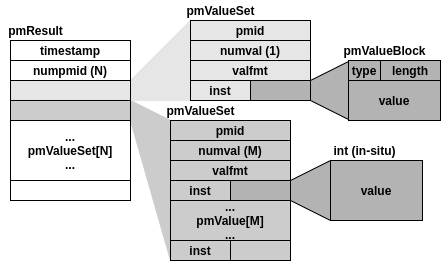 pmResult
timestamp
numpmid (N)
...
pmValueSet[N]
...
pmValueSet
pmid
numval (1)
valfmt
inst
pmValueBlock
type length
value
pmValueSet
pmid
numval (M)
valfmt
inst
...
pmValue[M]
...
inst
int (in-situ)
value